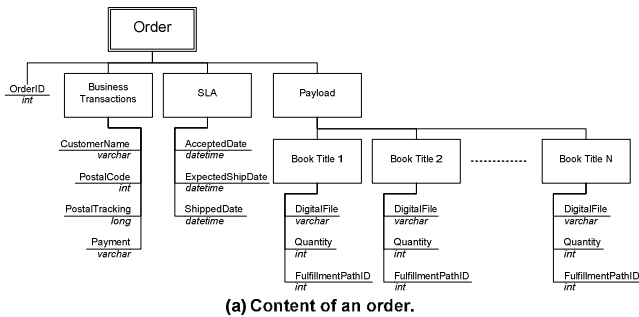 Order
OrderID
int
Business
Transactions
SLA
Payload
CustomerName
varchar
PostalCode
int
PostalTracking
long
Payment
varchar
AcceptedDate
datetime
ExpectedShipDate
datetime
ShippedDate
datetime
Book Title 1
Book Title 2
Book Title N
DigitalFile
varchar
Quantity
int
FulfillmentPathID
int
DigitalFile
varchar
Quantity
int
FulfillmentPathID
int
DigitalFile
varchar
Quantity
int
FulfillmentPathID
int
(a) Content of an order.